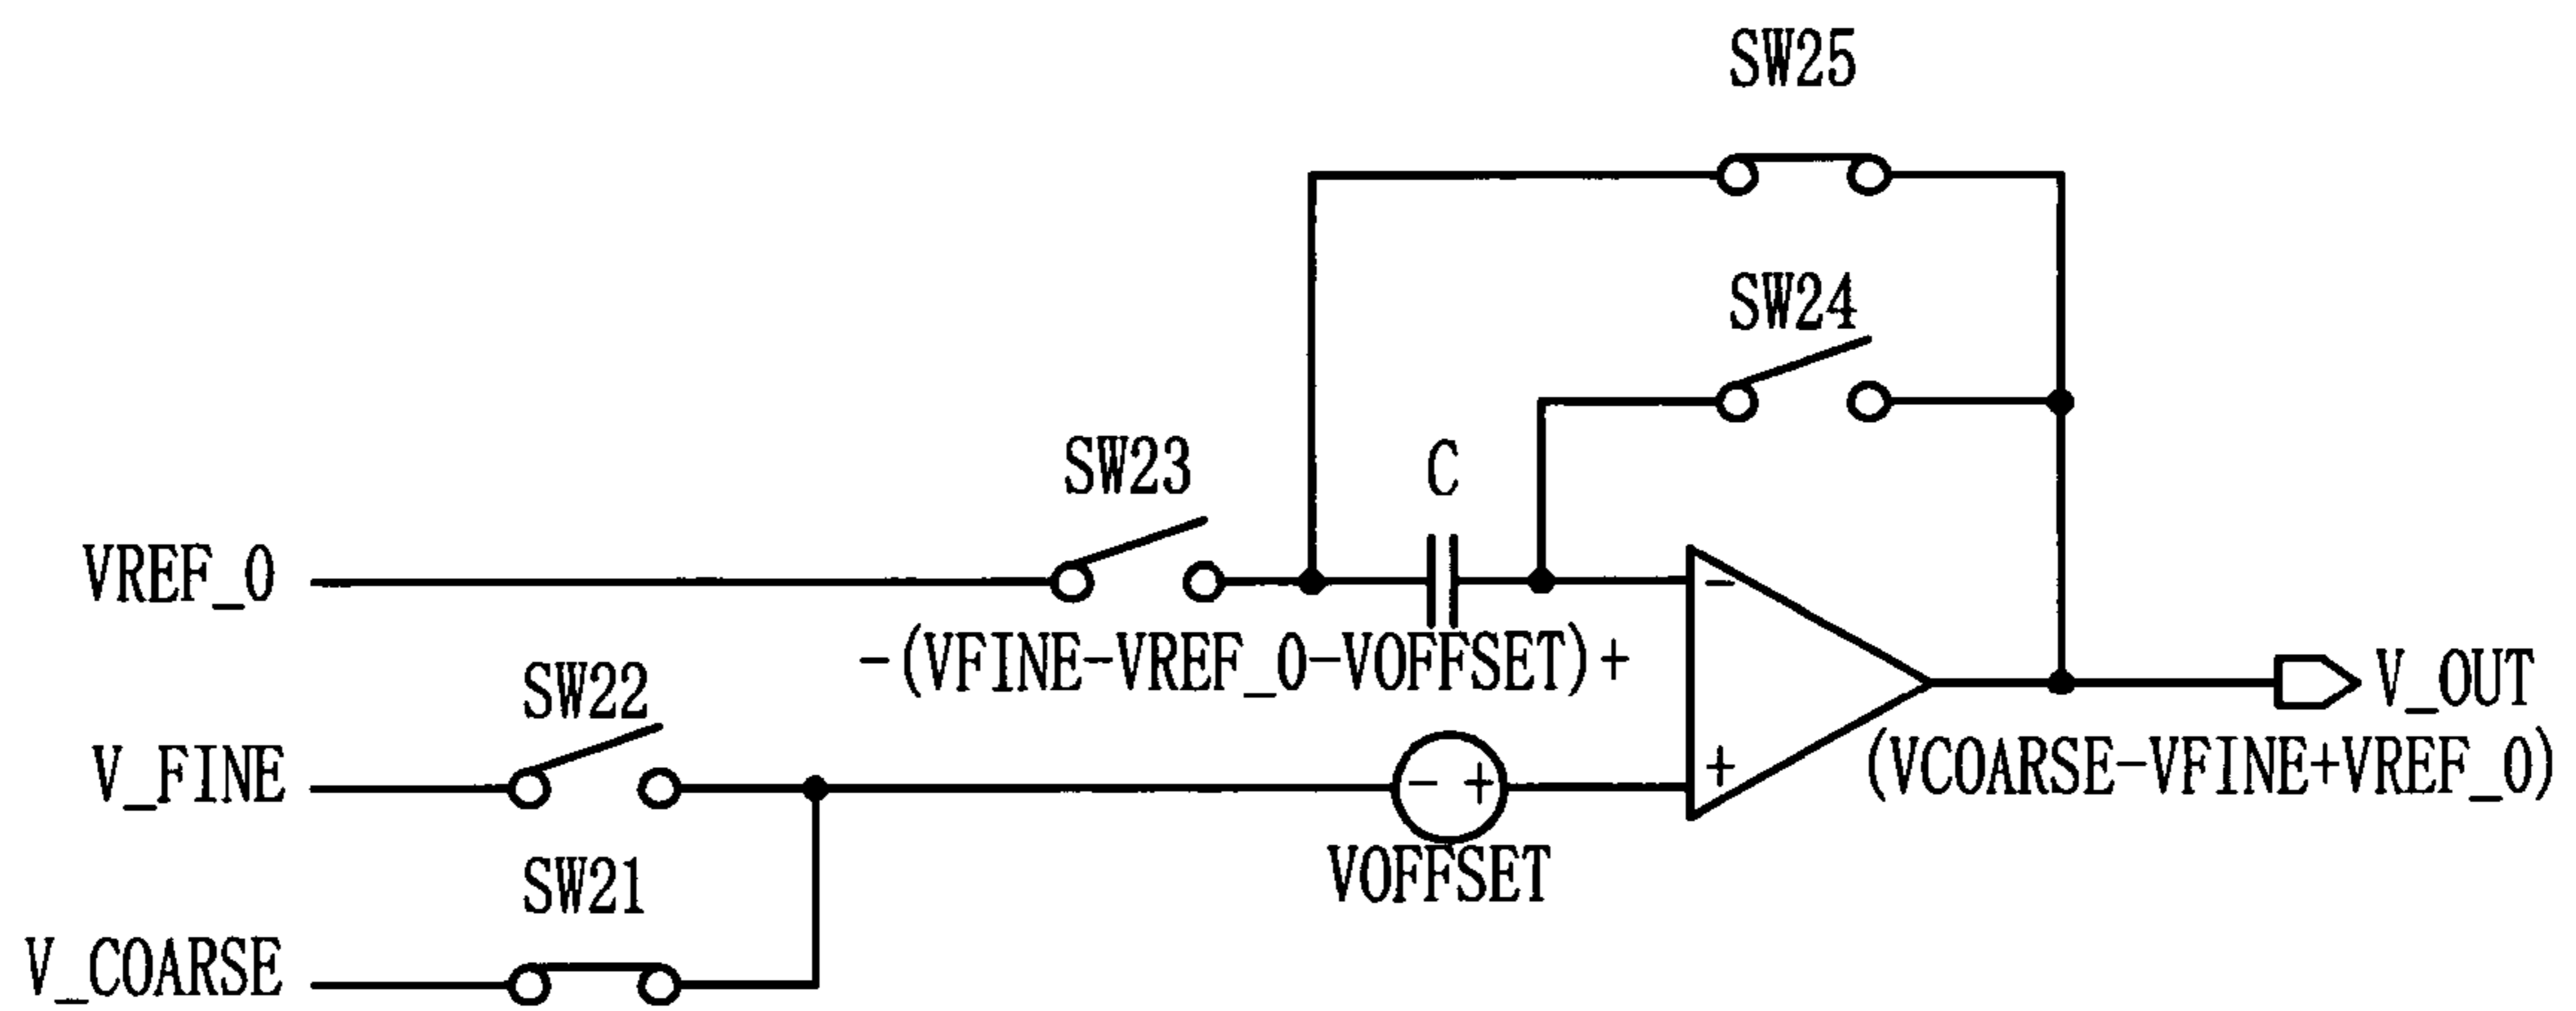 SW25
SW24
SW23
C
VREF_0
-(VFINE-VREF_0-VOFFSET)+
-
SW22
V_OUT
V_FINE
- +
+
(VCOARSE-VFINE+VREF_0)
VOFFSET
SW21
V_COARSE